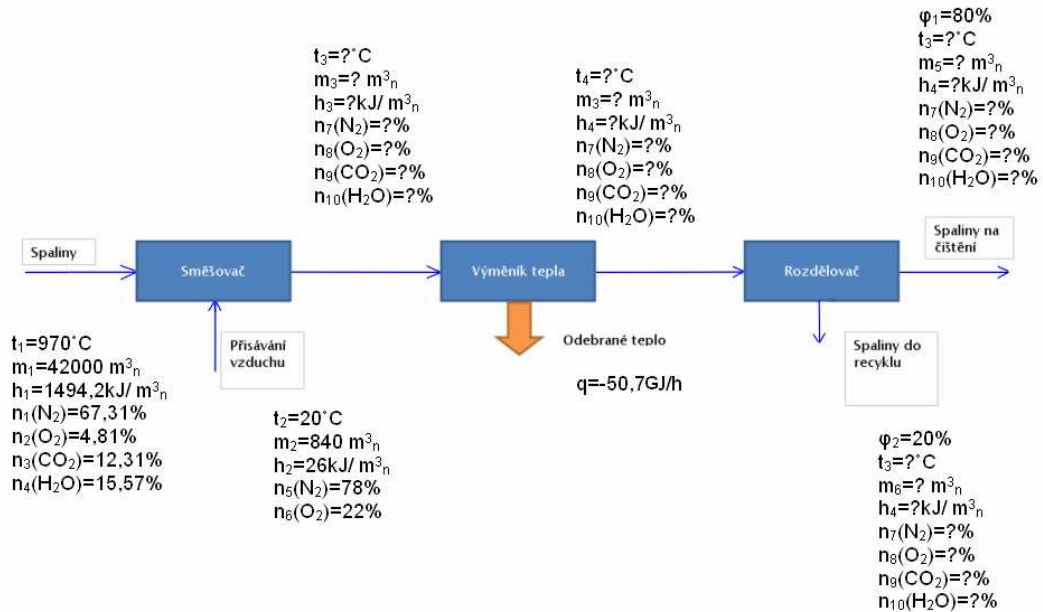 t₃=?˚C
m₃=? m³ₙ
h₃=?kJ/ m³ₙ
n₇(N₂)=?%
n₈(O₂)=?%
n₉(CO₂)=?%
n₁₀(H₂O)=?%
t₄=?˚C
m₃=? m³ₙ
h₄=?kJ/ m³ₙ
n₇(N₂)=?%
n₈(O₂)=?%
n₉(CO₂)=?%
n₁₀(H₂O)=?%
φ₁=80%
t₃=?˚C
m₅=? m³ₙ
h₄=?kJ/ m³ₙ
n₇(N₂)=?%
n₈(O₂)=?%
n₉(CO₂)=?%
n₁₀(H₂O)=?%
Spaliny
Směšovač
Výměník tepla
Rozdělovač
Spaliny na
čištění
t₁=970˚C
m₁=42000 m³ₙ
h₁=1494,2kJ/ m³ₙ
n₁(N₂)=67,31%
n₂(O₂)=4,81%
n₃(CO₂)=12,31%
n₄(H₂O)=15,57%
Přisávání
vzduchu
t₂=20˚C
m₂=840 m³ₙ
h₂=26kJ/ m³ₙ
n₅(N₂)=78%
n₆(O₂)=22%
Odebrané teplo
q=-50,7GJ/h
Spaliny do
recyklu
φ₂=20%
t₃=?˚C
m₆=? m³ₙ
h₄=?kJ/ m³ₙ
n₇(N₂)=?%
n₈(O₂)=?%
n₉(CO₂)=?%
n₁₀(H₂O)=?%